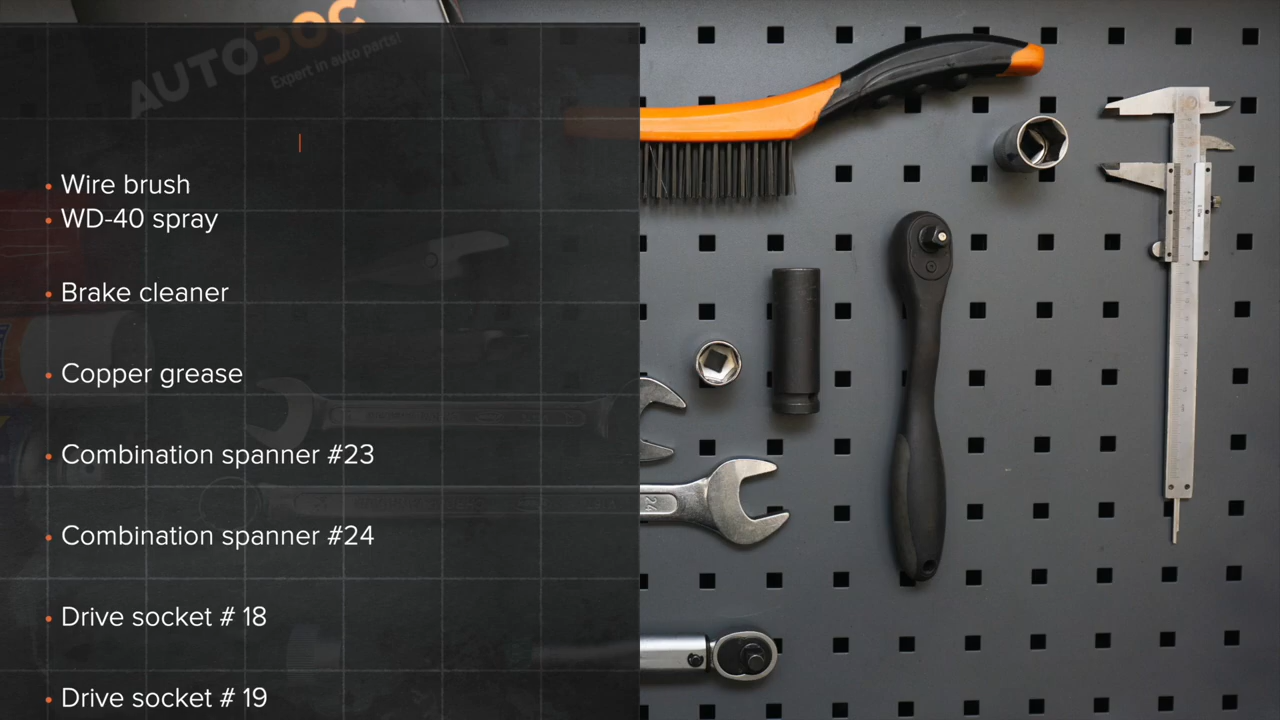 AUTODOC
Expert in auto parts!
• Wire brush
• WD-40 spray
• Brake cleaner
• Copper grease
• Combination spanner #23
• Combination spanner #24
• Drive socket # 18
• Drive socket # 19
24